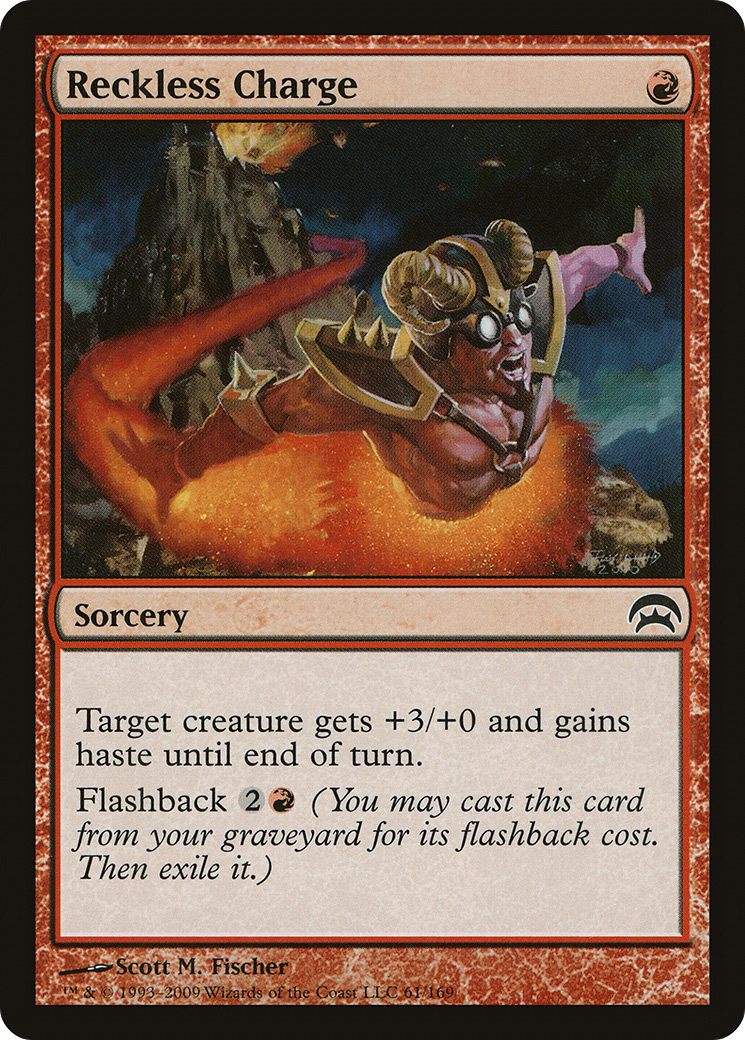 Reckless Charge
Sorcery
Target creature gets +3/+0 and gains
haste until end of turn.
Flashback 2 (You may cast this card
from your graveyard for its flashback cost.
Then exile it.)
Scott M. Fischer
™ & © 1993–2009 Wizards of the Coast LLC 61/169